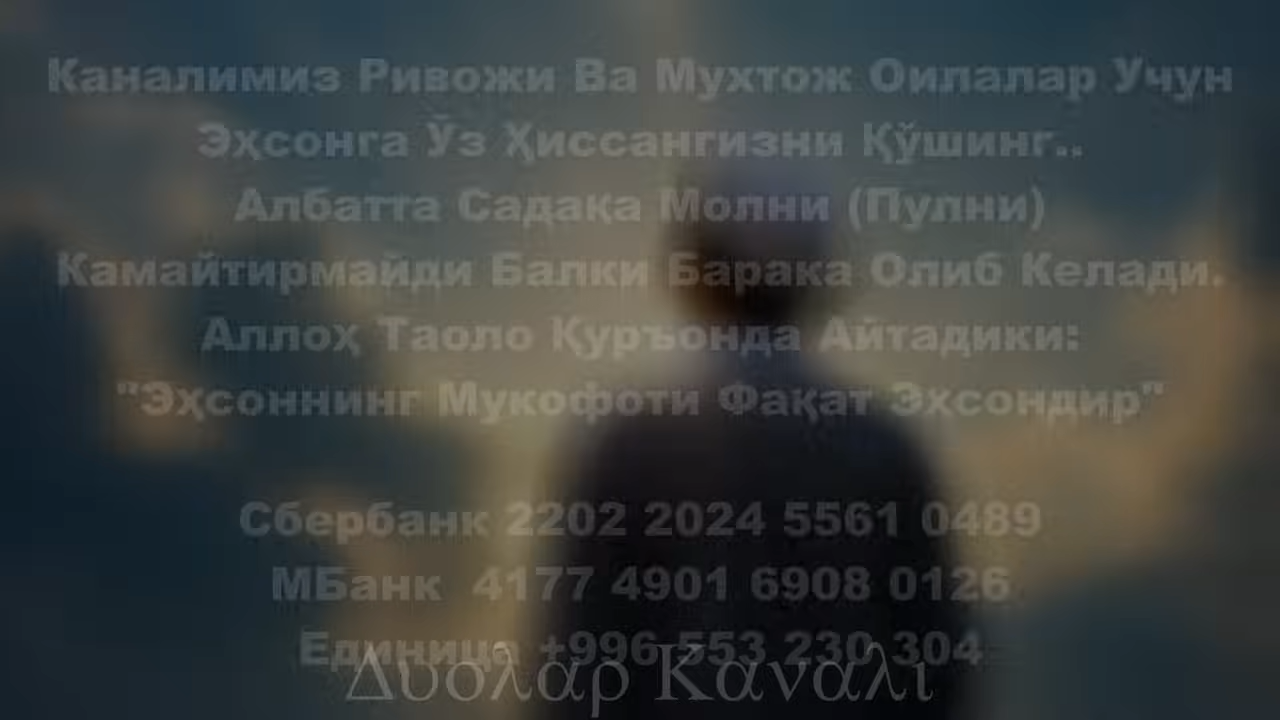 Каналимиз Ривожи Ва Мухтож Оилалар Учун
Эҳсонга Ўз Ҳиссангизни Қўшинг..
Албатта Садақа Молни (Пулни)
Камайтирмайди Балки Барака Олиб Келади.
Аллоҳ Таоло Қуръонда Айтадики:
"Эҳсоннинг Мукофоти Фақат Эҳсондир"
Сбербанк 2202 2024 5561 0489
МБанк 4177 4901 6908 0126
Единица +996 553 230 304
Δυολαρ Καναλι